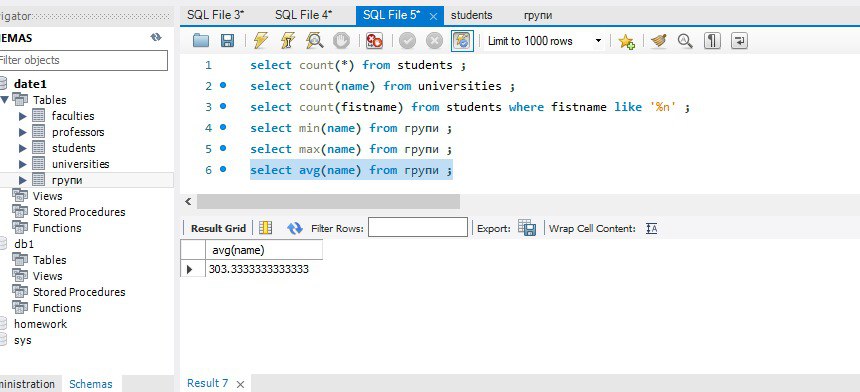 vigator
SQL File 3* SQL File 4* SQL File 5* × students групи
HEMAS
Filter objects
Limit to 1000 rows
date1
Tables
faculties
professors
students
universities
групи
Views
Stored Procedures
Functions
db1
Tables
Views
Stored Procedures
Functions
homework
sys
ministration Schemas
1 select count(*) from students ;
2 select count(name) from universities ;
3 select count(fistname) from students where fistname like '%n' ;
4 select min(name) from групи ;
5 select max(name) from групи ;
6 select avg(name) from групи ;
Result Grid Filter Rows: Export: Wrap Cell Content:
avg(name)
303.3333333333333
Result 7 ×